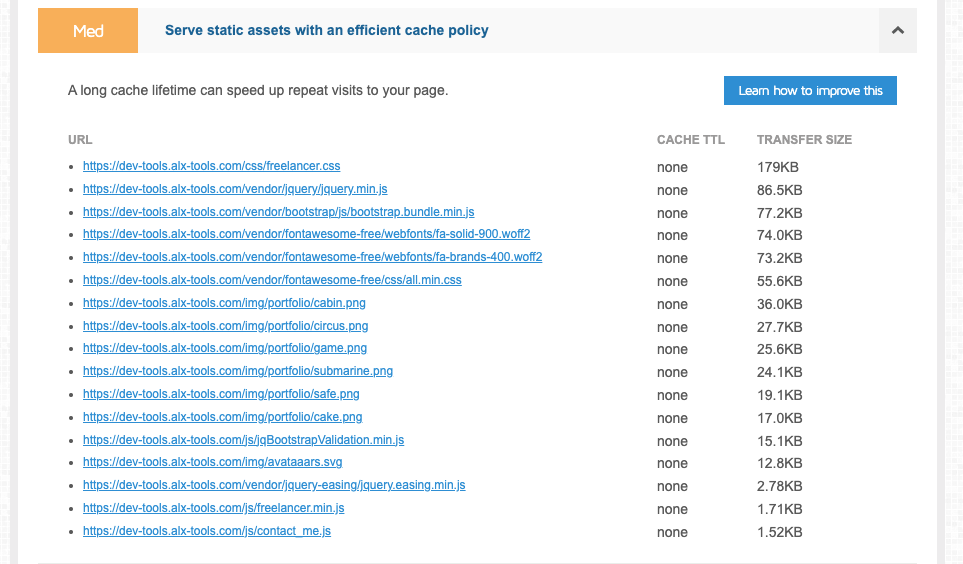 Med Serve static assets with an efficient cache policy
A long cache lifetime can speed up repeat visits to your page. Learn how to improve this
URL CACHE TTL TRANSFER SIZE
• https://dev-tools.alx-tools.com/css/freelancer.css none 179KB
• https://dev-tools.alx-tools.com/vendor/jquery/jquery.min.js none 86.5KB
• https://dev-tools.alx-tools.com/vendor/bootstrap/js/bootstrap.bundle.min.js none 77.2KB
• https://dev-tools.alx-tools.com/vendor/fontawesome-free/webfonts/fa-solid-900.woff2 none 74.0KB
• https://dev-tools.alx-tools.com/vendor/fontawesome-free/webfonts/fa-brands-400.woff2 none 73.2KB
• https://dev-tools.alx-tools.com/vendor/fontawesome-free/css/all.min.css none 55.6KB
• https://dev-tools.alx-tools.com/img/portfolio/cabin.png none 36.0KB
• https://dev-tools.alx-tools.com/img/portfolio/circus.png none 27.7KB
• https://dev-tools.alx-tools.com/img/portfolio/game.png none 25.6KB
• https://dev-tools.alx-tools.com/img/portfolio/submarine.png none 24.1KB
• https://dev-tools.alx-tools.com/img/portfolio/safe.png none 19.1KB
• https://dev-tools.alx-tools.com/img/portfolio/cake.png none 17.0KB
• https://dev-tools.alx-tools.com/js/jqBootstrapValidation.min.js none 15.1KB
• https://dev-tools.alx-tools.com/img/avataaars.svg none 12.8KB
• https://dev-tools.alx-tools.com/vendor/jquery-easing/jquery.easing.min.js none 2.78KB
• https://dev-tools.alx-tools.com/js/freelancer.min.js none 1.71KB
• https://dev-tools.alx-tools.com/js/contact_me.js none 1.52KB